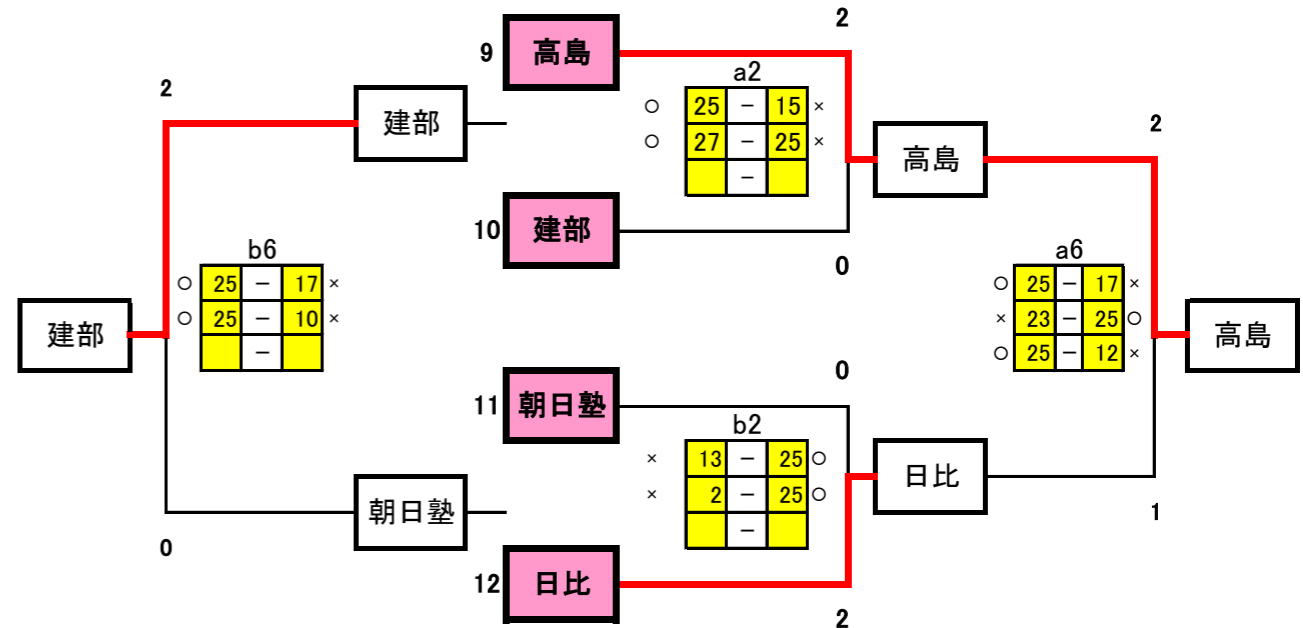 2
9 高島
a2
2
建部
○ 25 － 15 ×
○ 27 － 25 ×
－
2
高島
10 建部
0
b6
○ 25 － 17 ×
○ 25 － 10 ×
－
建部
a6
○ 25 － 17 ×
× 23 － 25 ○
○ 25 － 12 ×
高島
0
11 朝日塾
b2
× 13 － 25 ○
× 2 － 25 ○
－
日比
朝日塾
1
0
12 日比
2